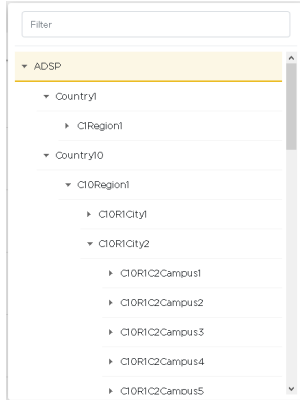 Filter
ADSP
Country1
C1Region1
Country10
C10Region1
C10R1City1
C10R1City2
C10R1C2Campus1
C10R1C2Campus2
C10R1C2Campus3
C10R1C2Campus4
C10R1C2Campus5